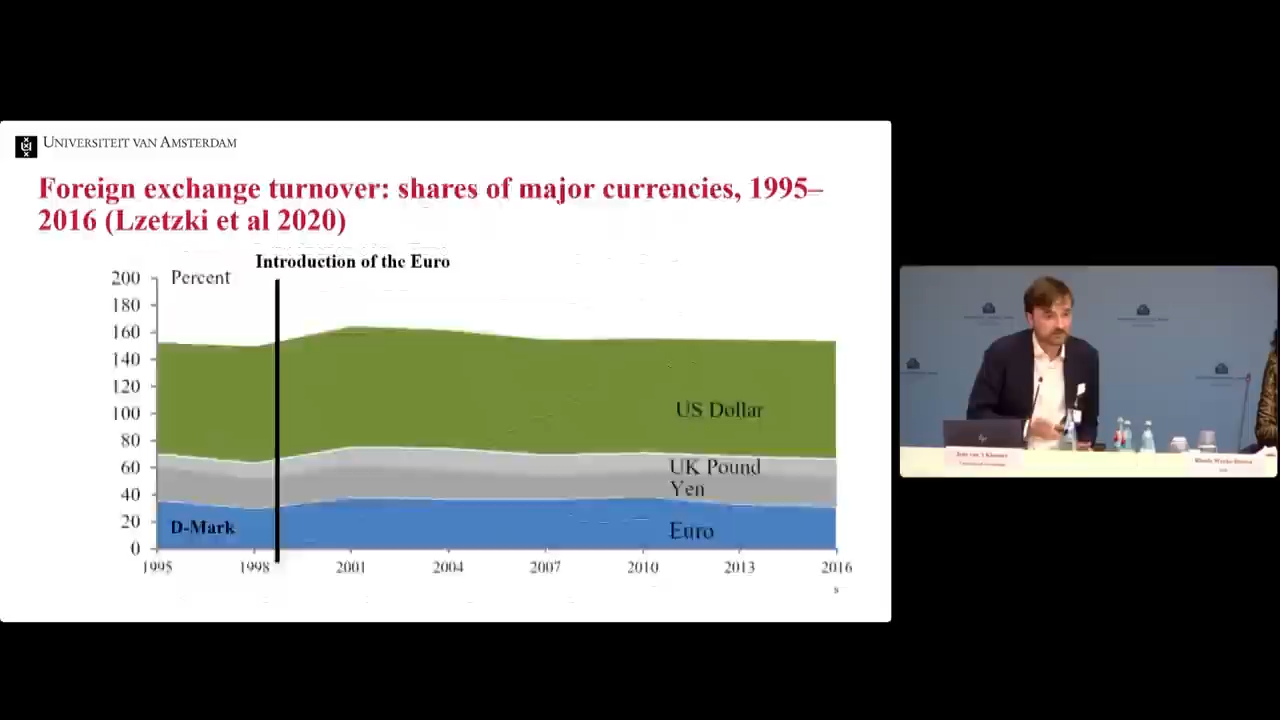 UNIVERSITEIT VAN AMSTERDAM
Foreign exchange turnover: shares of major currencies, 1995–
2016 (Lzetzki et al 2020)
Introduction of the Euro
Percent
200
180
160
140
120
100
80
60
40
20
0
US Dollar
UK Pound
Yen
D-Mark
Euro
1995
1998
2001
2004
2007
2010
2013
2016
9